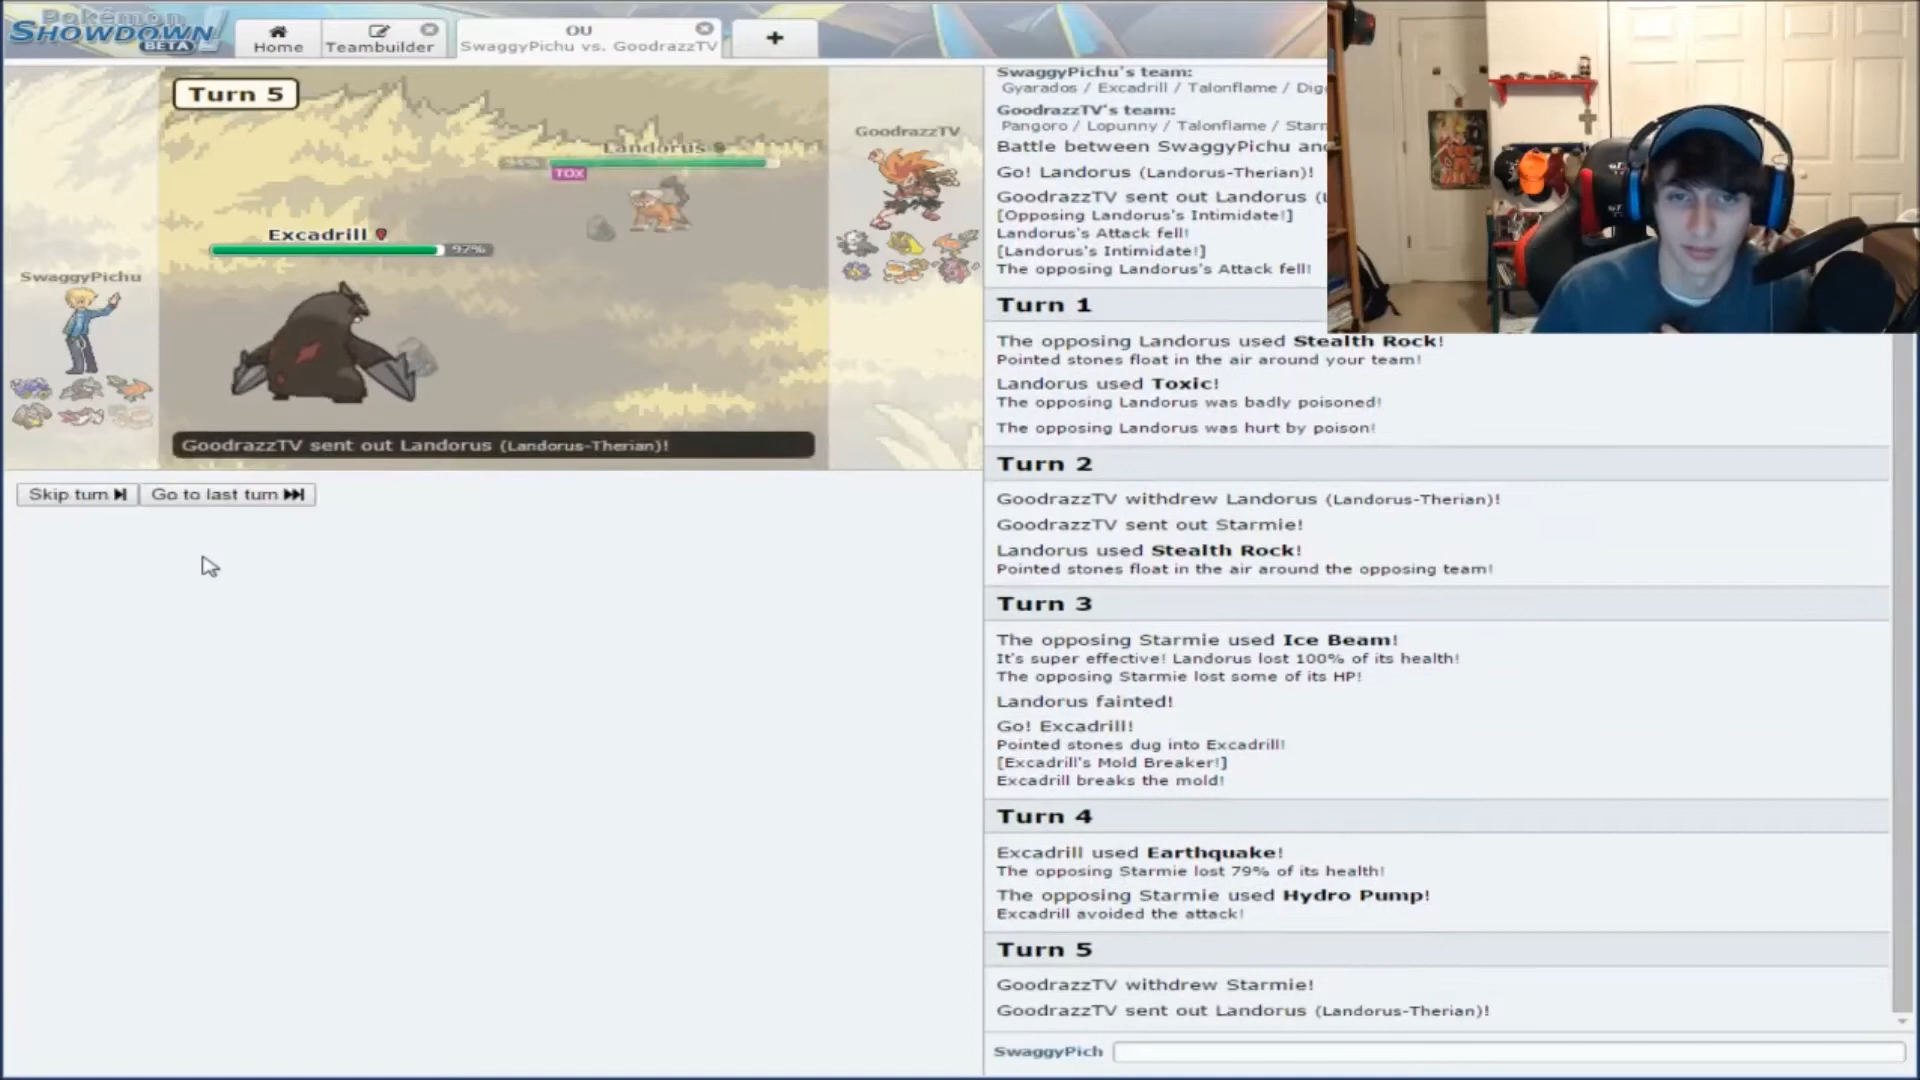 Pokémon
SHOWDOWN
BETA
Home
Teambuilder
OU
SwaggyPichu vs. GoodrazzTV
+
Turn 5
Landorus
94%
TOX
Excadrill
97%
SwaggyPichu
GoodrazzTV
GoodrazzTV sent out Landorus (Landorus-Therian)!
Skip turn
Go to last turn
SwaggyPichu's team:
Gyarados / Excadrill / Talonflame / Dig
GoodrazzTV's team:
Pangoro / Lopunny / Talonflame / Starm
Battle between SwaggyPichu and
Go! Landorus (Landorus-Therian)!
GoodrazzTV sent out Landorus (L
[Opposing Landorus's Intimidate!]
Landorus's Attack fell!
[Landorus's Intimidate!]
The opposing Landorus's Attack fell!
Turn 1
The opposing Landorus used Stealth Rock!
Pointed stones float in the air around your team!
Landorus used Toxic!
The opposing Landorus was badly poisoned!
The opposing Landorus was hurt by poison!
Turn 2
GoodrazzTV withdrew Landorus (Landorus-Therian)!
GoodrazzTV sent out Starmie!
Landorus used Stealth Rock!
Pointed stones float in the air around the opposing team!
Turn 3
The opposing Starmie used Ice Beam!
It's super effective! Landorus lost 100% of its health!
The opposing Starmie lost some of its HP!
Landorus fainted!
Go! Excadrill!
Pointed stones dug into Excadrill!
[Excadrill's Mold Breaker!]
Excadrill breaks the mold!
Turn 4
Excadrill used Earthquake!
The opposing Starmie lost 79% of its health!
The opposing Starmie used Hydro Pump!
Excadrill avoided the attack!
Turn 5
GoodrazzTV withdrew Starmie!
GoodrazzTV sent out Landorus (Landorus-Therian)!
SwaggyPich